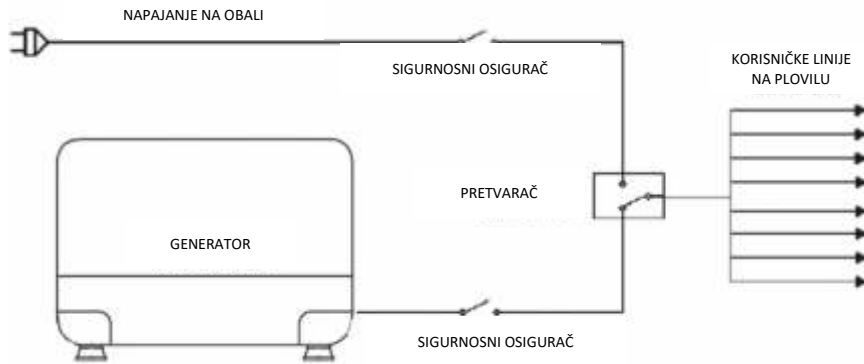 NAPAJANJE NA OBALI
SIGURNOSNI OSIGURAČ
KORISNIČKE LINIJE
NA PLOVILU
PRETVARAČ
GENERATOR
SIGURNOSNI OSIGURAČ